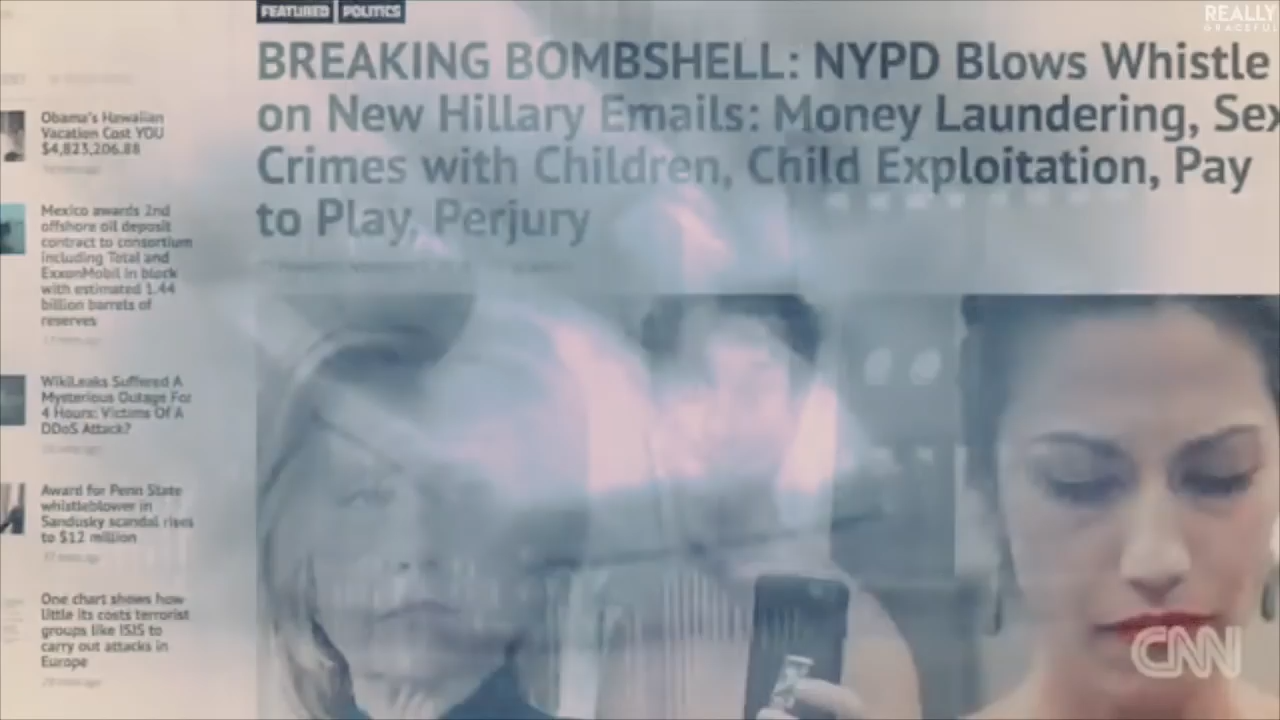 FEATURED POLITICS
REALLY
GRACEFUL
BREAKING BOMBSHELL: NYPD Blows Whistle
on New Hillary Emails: Money Laundering, Sex
Crimes with Children, Child Exploitation, Pay
to Play, Perjury
Obama's Hawaiian
Vacation Cost YOU
$4,823,206.88
Mexico awards 2nd
offshore oil deposit
contract to consortium
including Total and
ExxonMobil in block
with estimated 1.44
billion barrels of
reserves
WikiLeaks Suffered A
Mysterious Outage For
4 Hours: Victims Of A
DDoS Attack?
Award for Penn State
whistleblower in
Sandusky scandal rises
to $12 million
One chart shows how
little its costs terrorist
groups like ISIS to
carry out attacks in
Europe
CNN